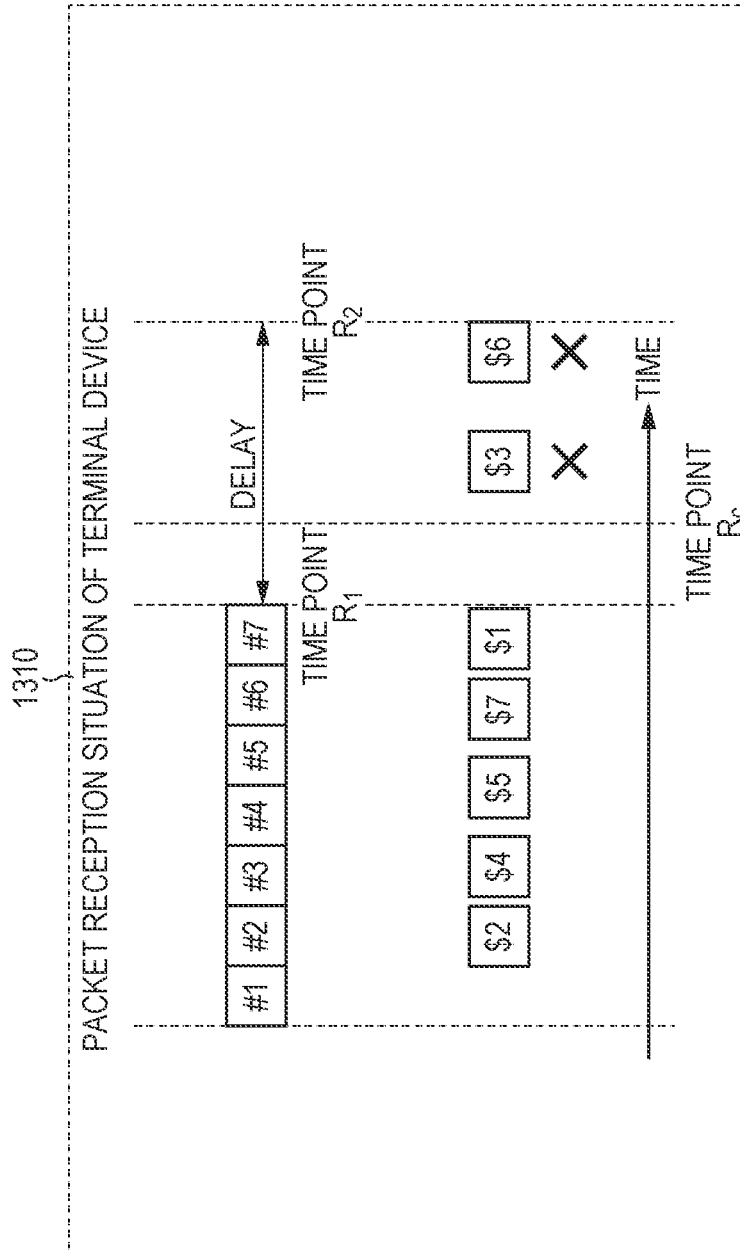 1310
PACKET RECEPTION SITUATION OF TERMINAL DEVICE
#1 #2 #3 #4 #5 #6 #7
DELAY
TIME POINT
R1
TIME POINT
R2
$2 $4 $5 $7 $1 $3 $6
TIME
TIME POINT